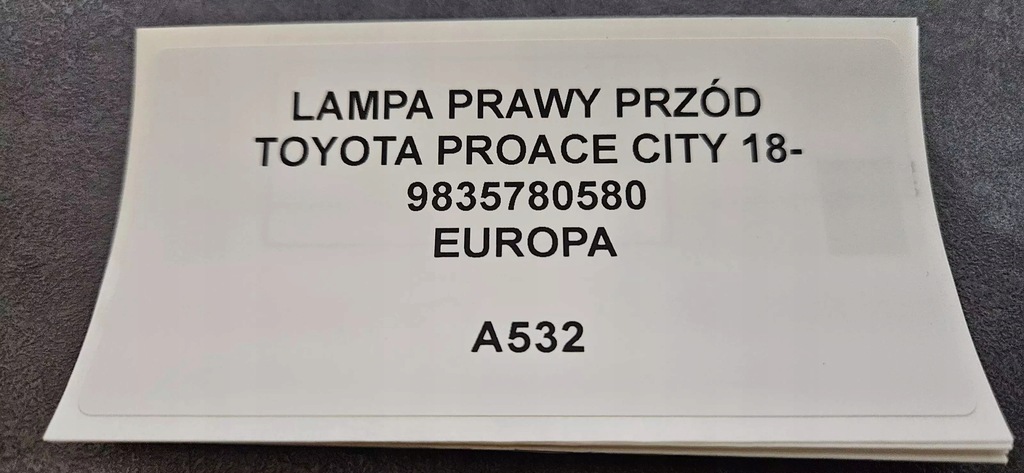 LAMPA PRAWY PRZÓD
TOYOTA PROACE CITY 18-
9835780580
EUROPA
A532